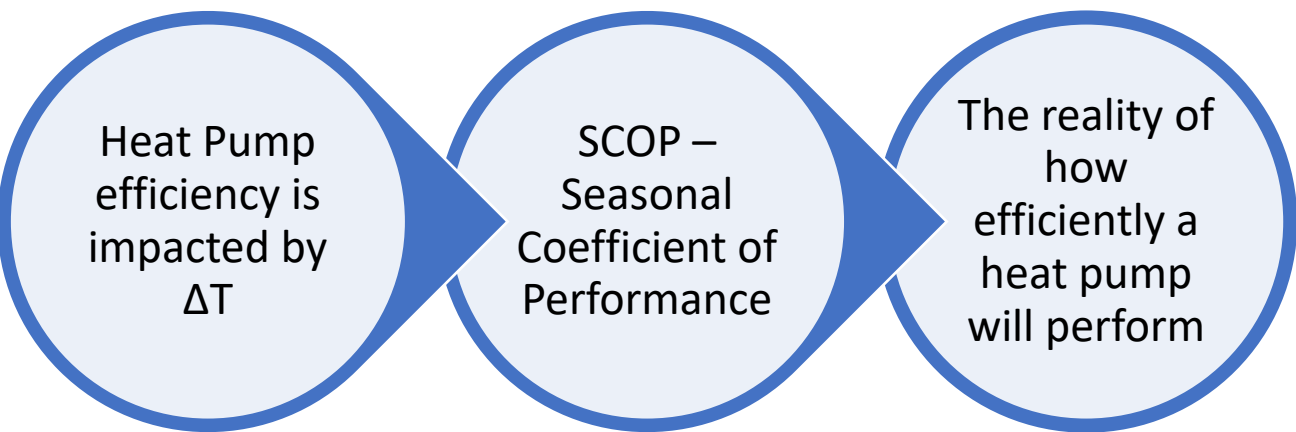 Heat Pump
efficiency is
impacted by
ΔT
SCOP –
Seasonal
Coefficient of
Performance
The reality of
how
efficiently a
heat pump
will perform